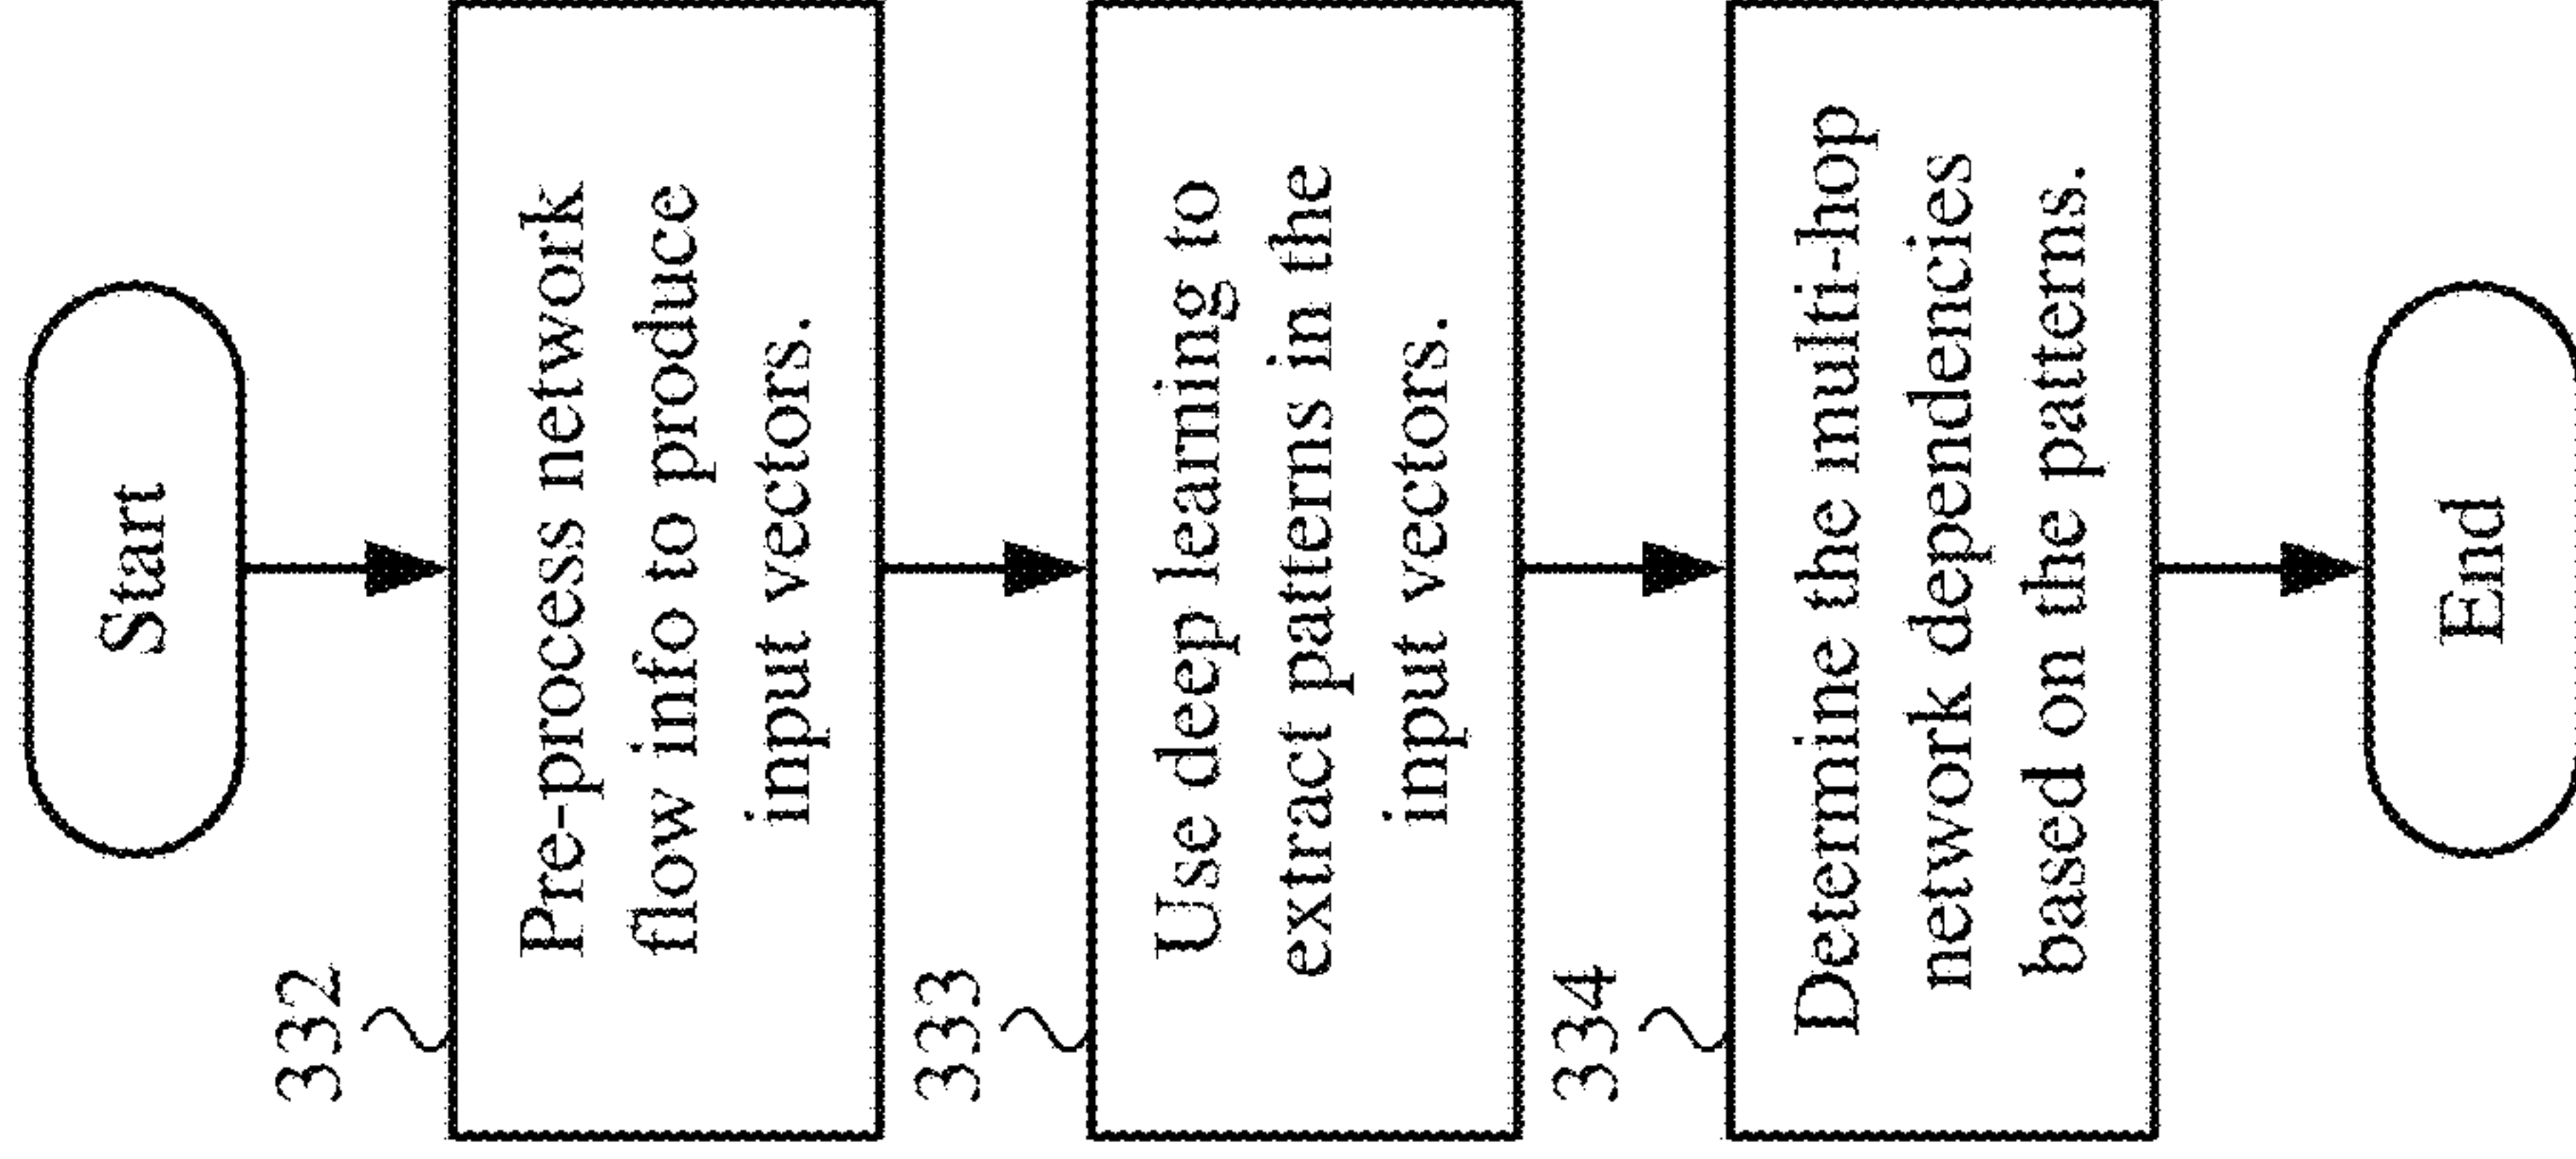 Start
332
Pre-process network
flow info to produce
input vectors.
333
Use deep learning to
extract patterns in the
input vectors.
334
Determine the multi-hop
network dependencies
based on the patterns.
End